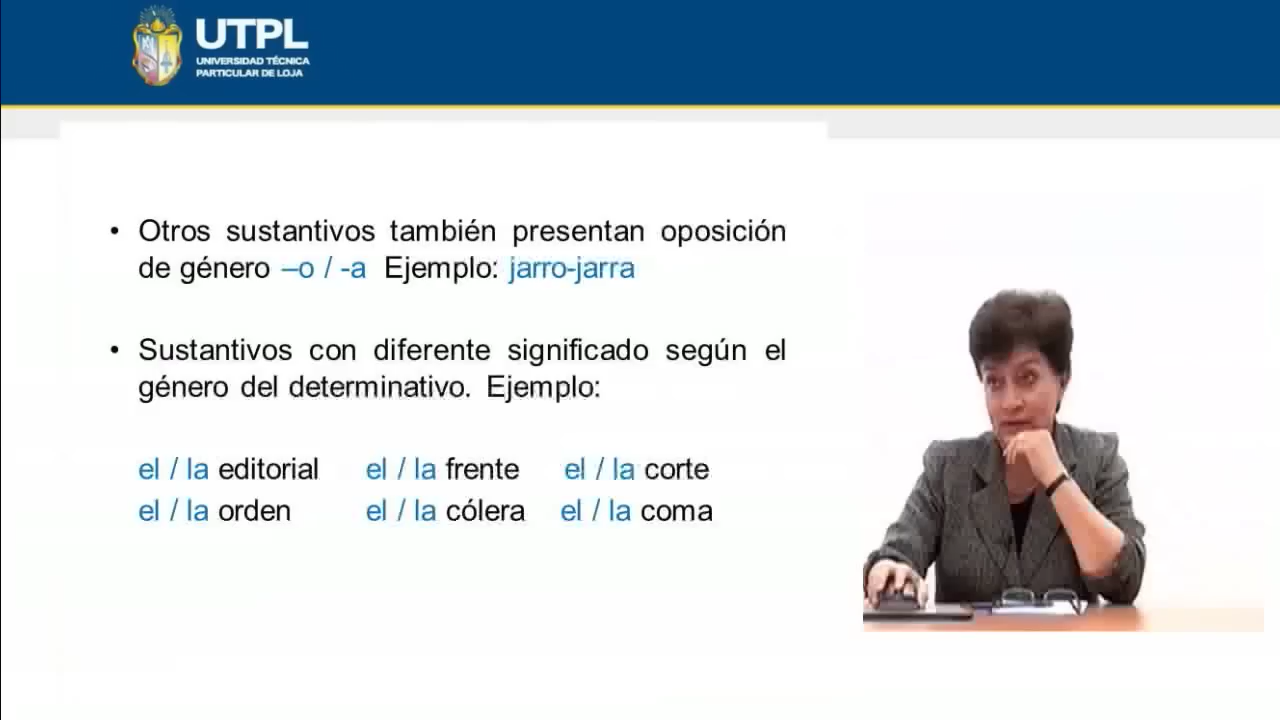 UTPL
UNIVERSIDAD TÉCNICA
PARTICULAR DE LOJA
• Otros sustantivos también presentan oposición
de género –o / -a Ejemplo: jarro-jarra
• Sustantivos con diferente significado según el
género del determinativo. Ejemplo:
el / la editorial el / la frente el / la corte
el / la orden el / la cólera el / la coma